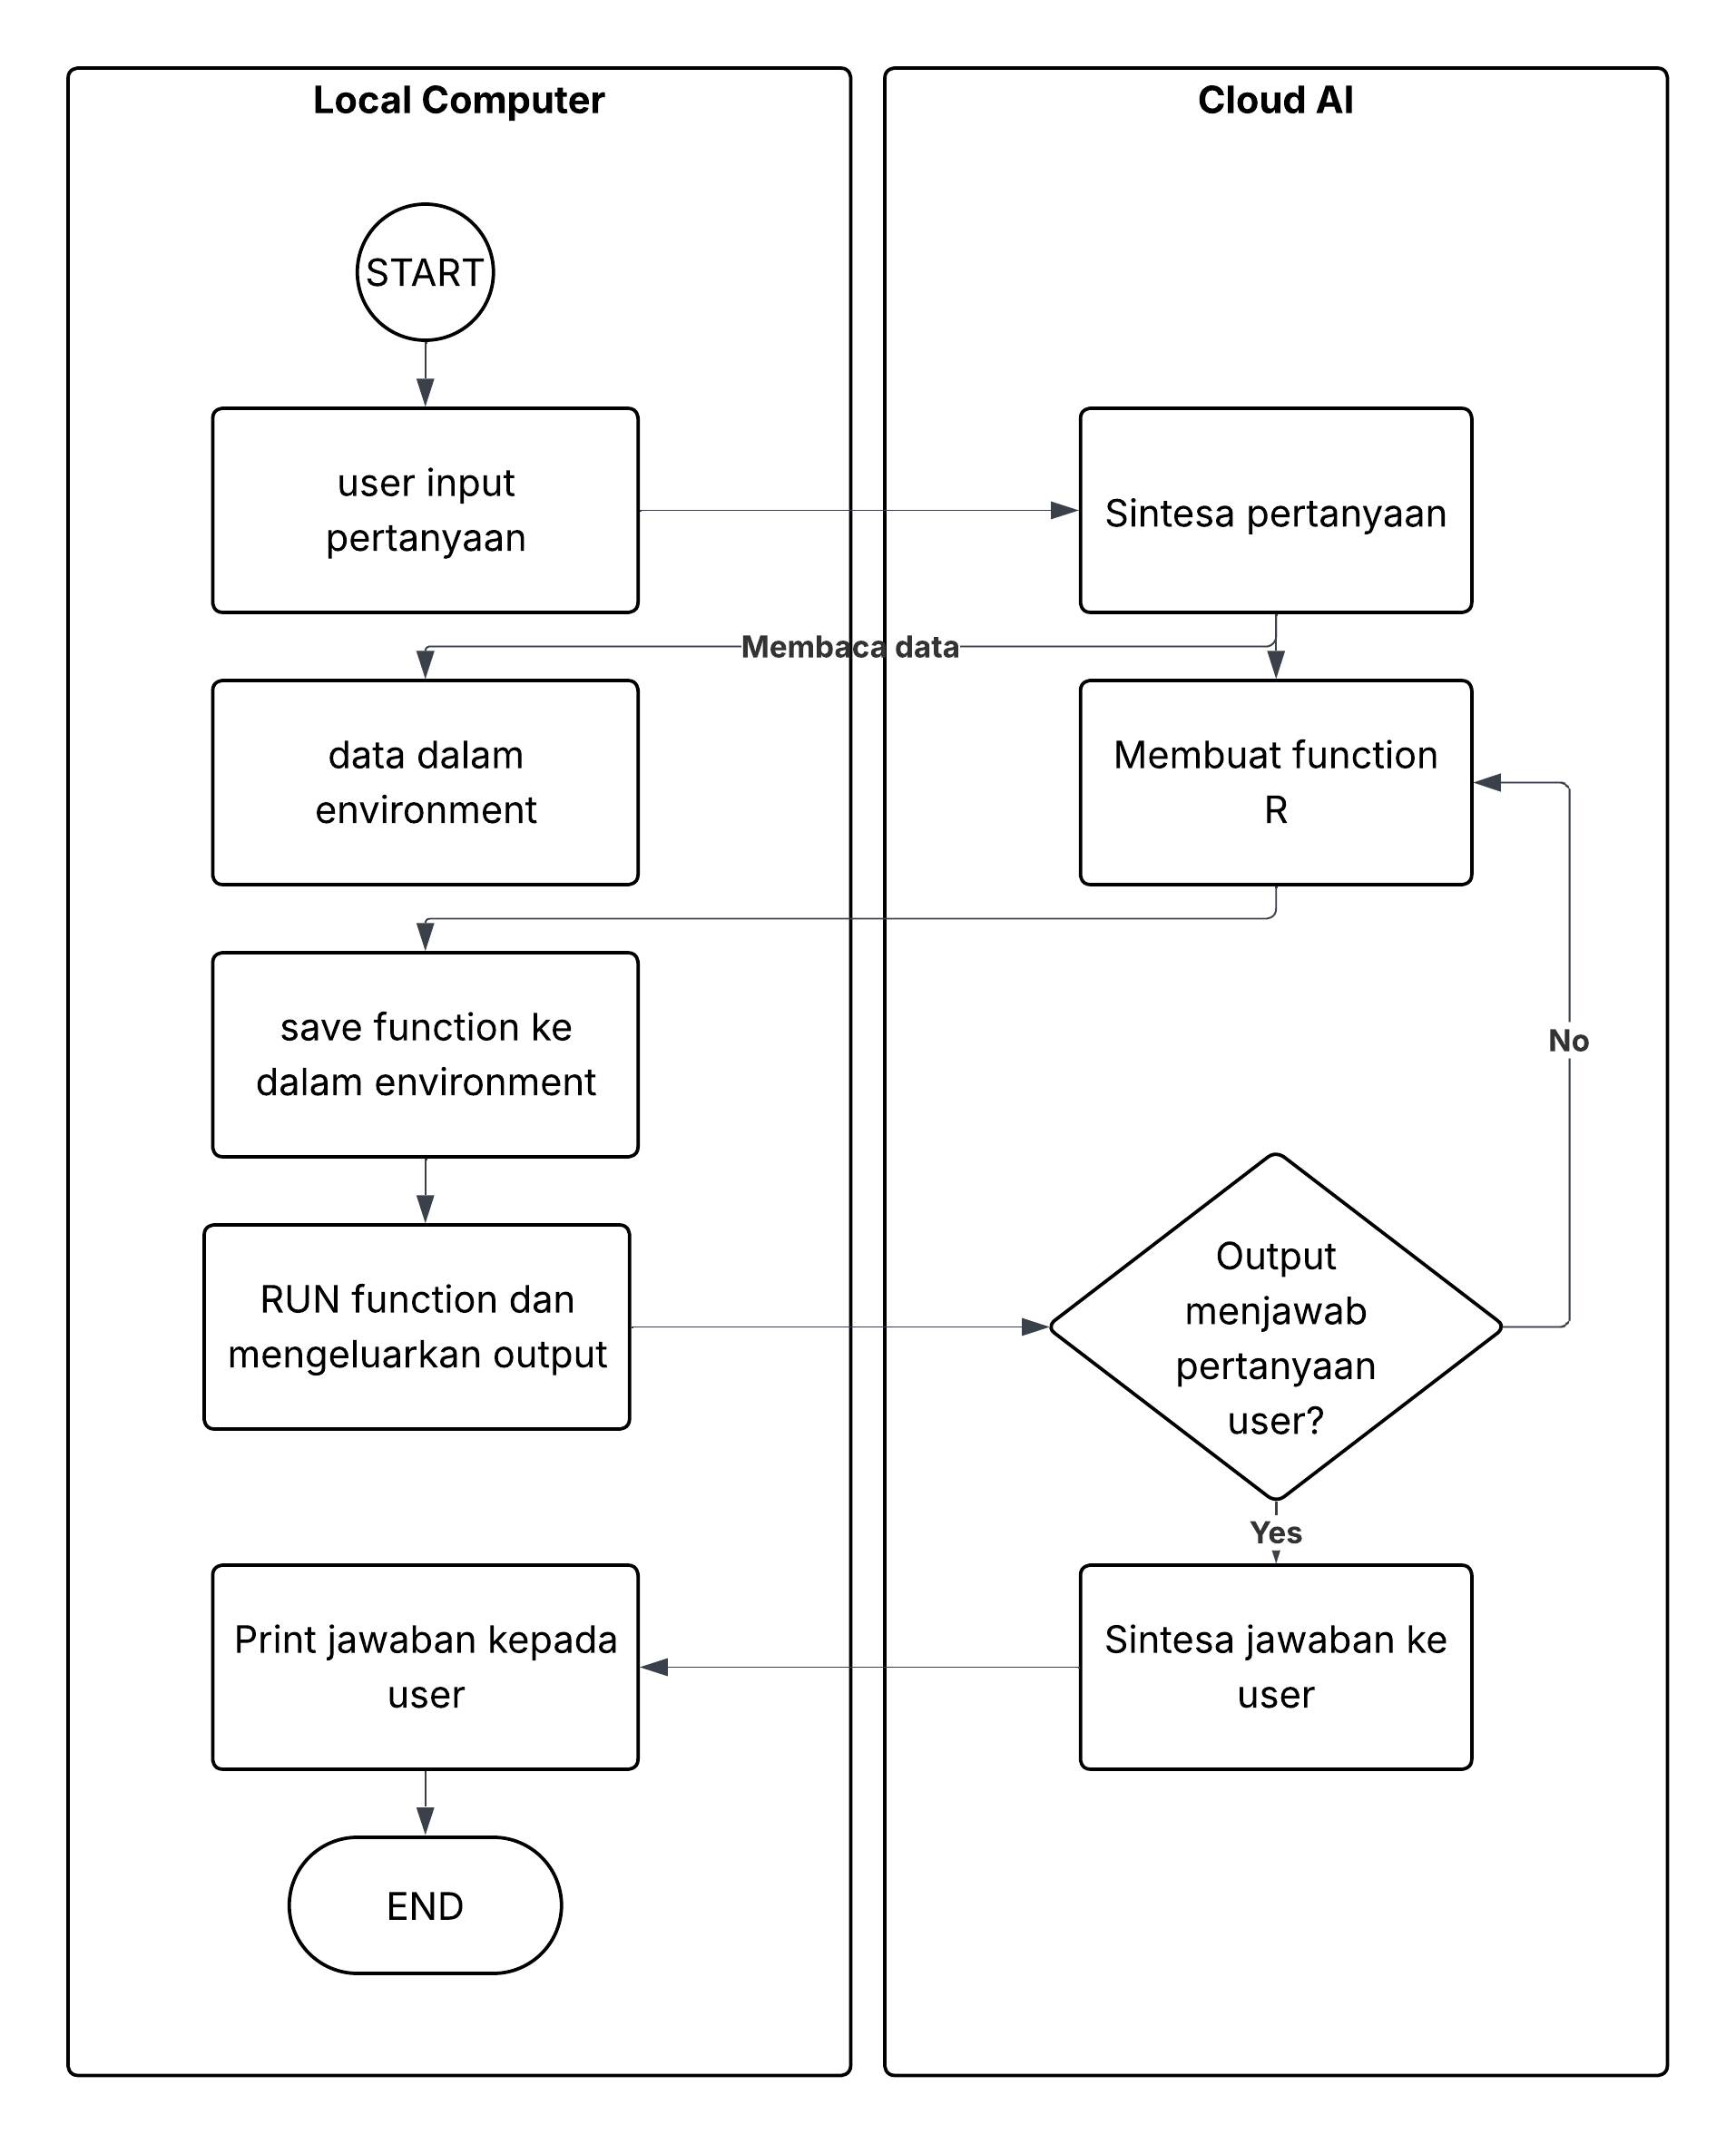 Local Computer
Cloud AI
START
user input
pertanyaan
Sintesa pertanyaan
Membaca data
data dalam
environment
Membuat function
R
save function ke
dalam environment
No
RUN function dan
mengeluarkan output
Output
menjawab
pertanyaan
user?
Yes
Print jawaban kepada
user
Sintesa jawaban ke
user
END